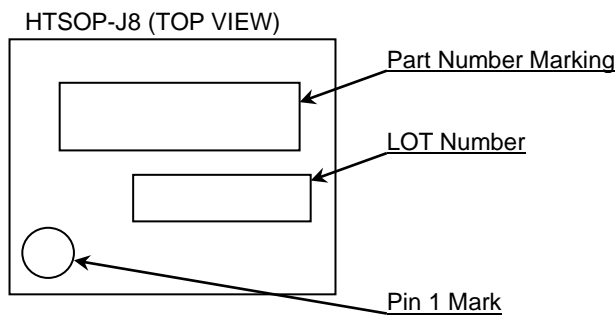 HTSOP-J8 (TOP VIEW)
Part Number Marking
LOT Number
Pin 1 Mark